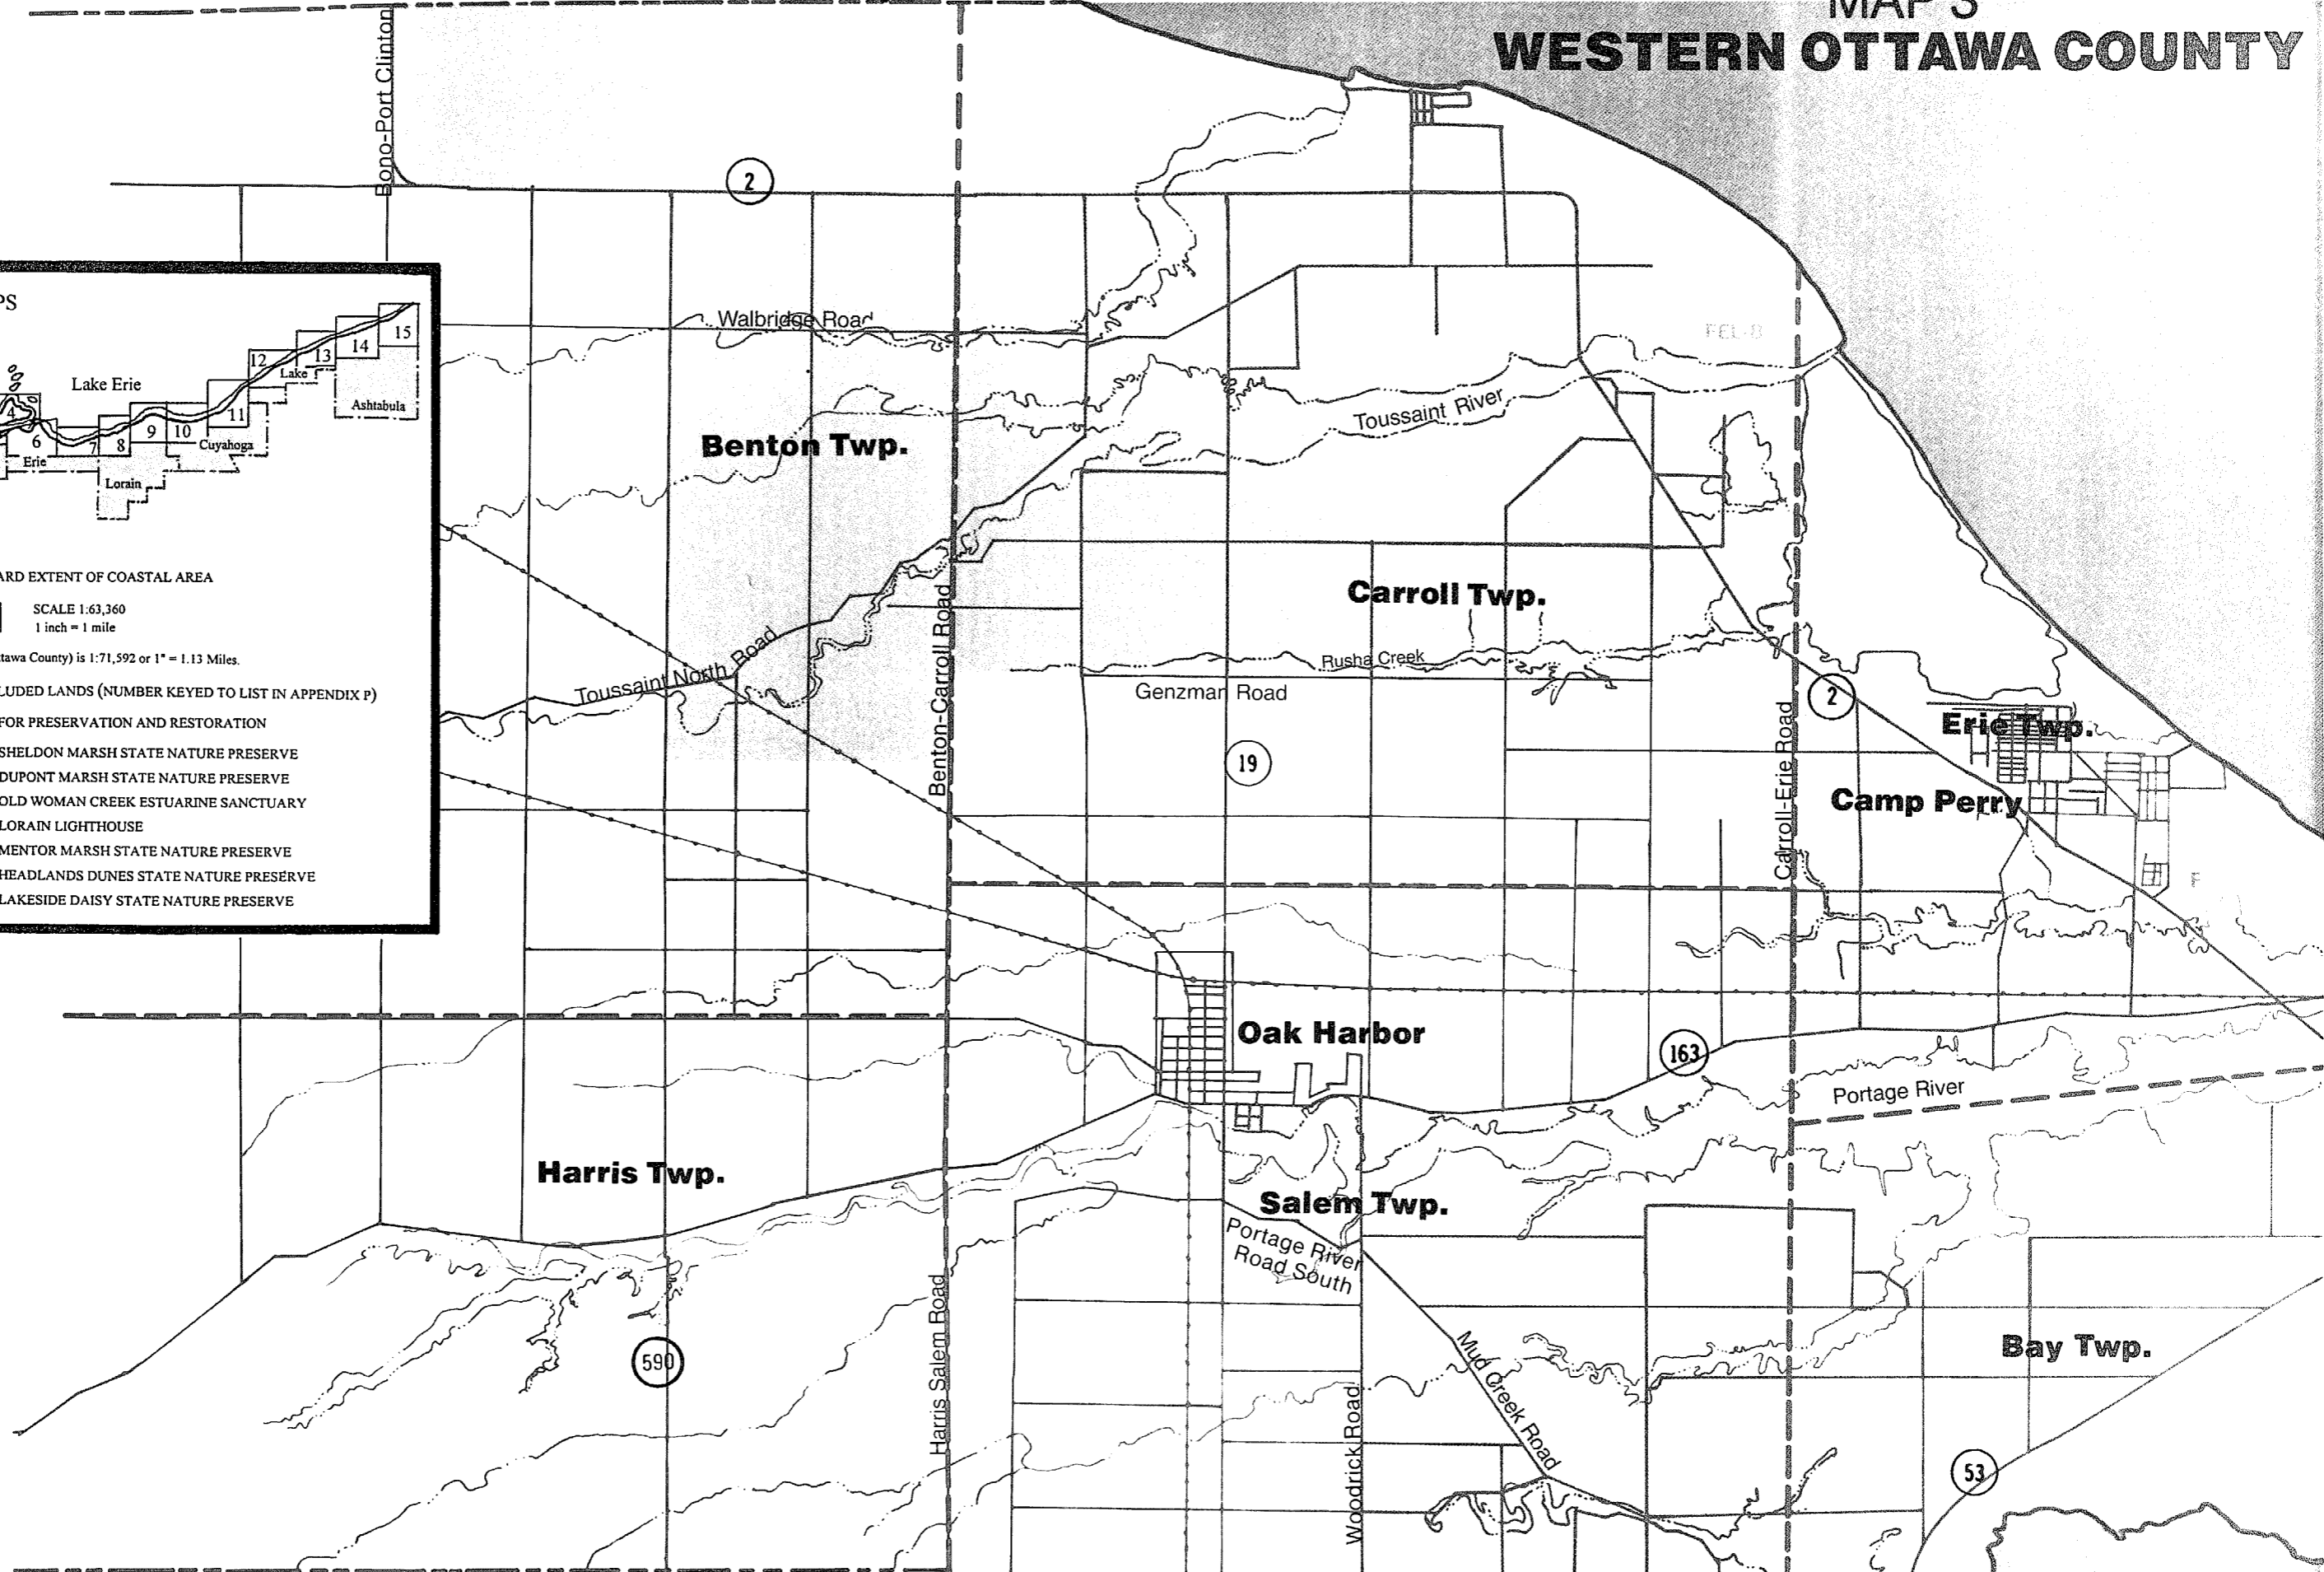 MAP 3
WESTERN OTTAWA COUNTY
Bono-Port Clinton
2
PS
Lake Erie
4
6
7
8
9
10
11
12
13
14
15
Erie
Lorain
Cuyahoga
Lake
Ashtabula
ARD EXTENT OF COASTAL AREA
SCALE 1:63,360
1 inch = 1 mile
tawa County) is 1:71,592 or 1" = 1.13 Miles.
LUDED LANDS (NUMBER KEYED TO LIST IN APPENDIX P)
FOR PRESERVATION AND RESTORATION
SHELDON MARSH STATE NATURE PRESERVE
DUPONT MARSH STATE NATURE PRESERVE
OLD WOMAN CREEK ESTUARINE SANCTUARY
LORAIN LIGHTHOUSE
MENTOR MARSH STATE NATURE PRESERVE
HEADLANDS DUNES STATE NATURE PRESERVE
LAKESIDE DAISY STATE NATURE PRESERVE
Walbridge Road
FEL-8
Toussaint River
Benton Twp.
Carroll Twp.
Benton-Carroll Road
Toussaint North Road
Rusha Creek
Genzman Road
2
Erie Twp.
19
Carroll-Erie Road
Camp Perry
Oak Harbor
163
Portage River
Harris Twp.
Salem Twp.
Portage River
Road South
590
Harris Salem Road
Mud Creek Road
Woodrick Road
Bay Twp.
53